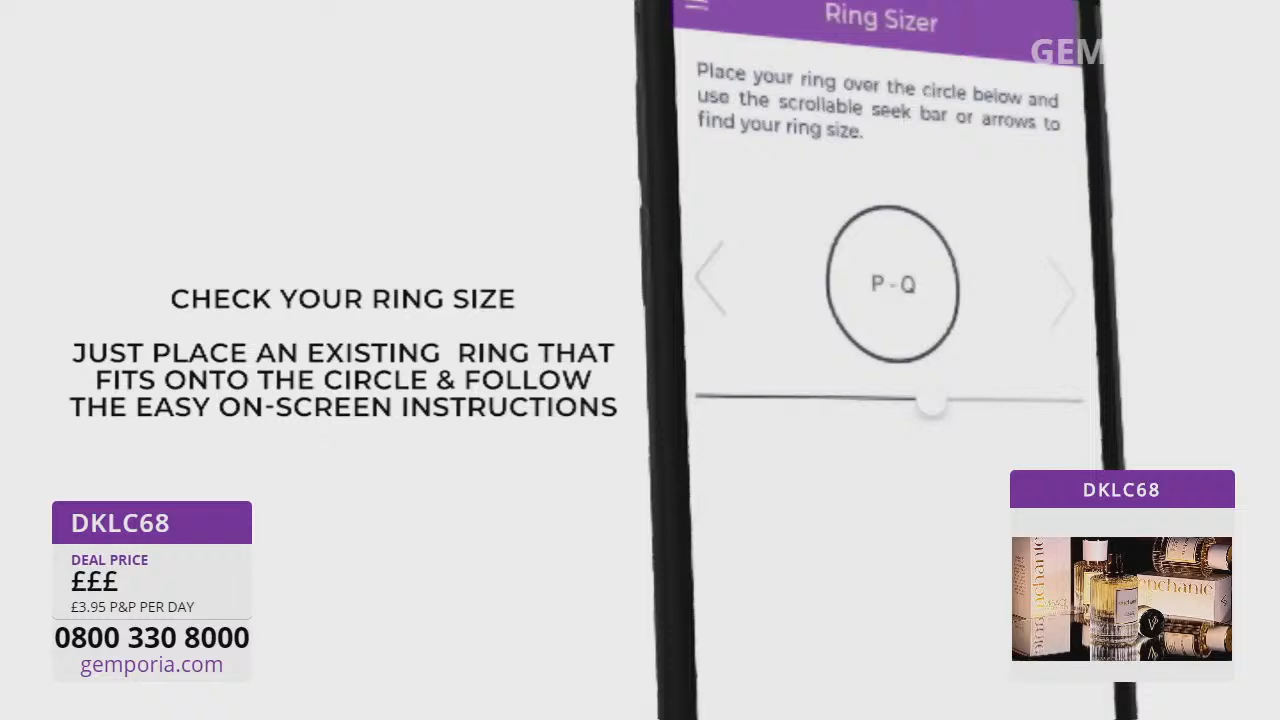 Ring Sizer
GEM
Place your ring over the circle below and
use the scrollable seek bar or arrows to
find your ring size.
P - Q
CHECK YOUR RING SIZE
JUST PLACE AN EXISTING RING THAT
FITS ONTO THE CIRCLE & FOLLOW
THE EASY ON-SCREEN INSTRUCTIONS
DKLC68
DEAL PRICE
£££
£3.95 P&P PER DAY
0800 330 8000
gemporia.com
DKLC68
enchanic